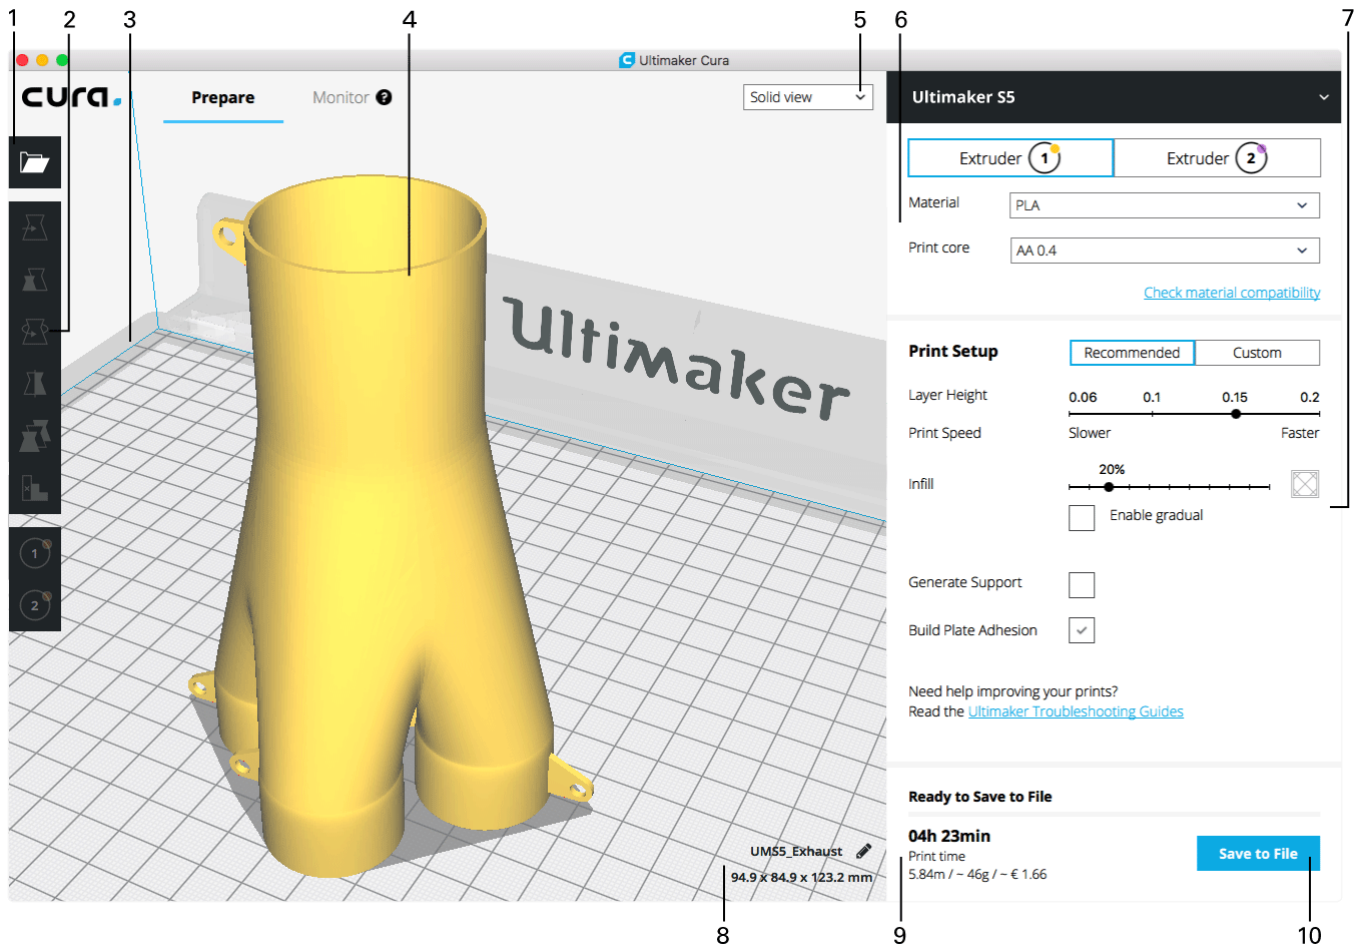 1 2 3 4 5 6 7
Ultimaker Cura
cura.
Prepare
Monitor ?
Solid view
Ultimaker S5
Extruder 1
Extruder 2
Material
PLA
Print core
AA 0.4
Check material compatibility
Ultimaker
Print Setup
Recommended
Custom
Layer Height
0.06 0.1 0.15 0.2
Print Speed
Slower
Faster
20%
Infill
Enable gradual
1
2
Generate Support
Build Plate Adhesion
Need help improving your prints?
Read the Ultimaker Troubleshooting Guides
Ready to Save to File
04h 23min
Print time
5.84m / ~ 46g / ~ € 1.66
Save to File
UMS5_Exhaust
94.9 x 84.9 x 123.2 mm
8 9 10